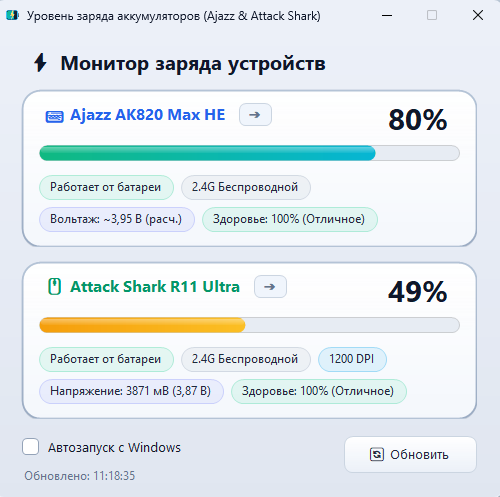 Уровень заряда аккумуляторов (Ajazz & Attack Shark)
Монитор заряда устройств
Ajazz AK820 Max HE ➔ 80%
Работает от батареи 2.4G Беспроводной
Вольтаж: ~3,95 В (расч.) Здоровье: 100% (Отличное)
Attack Shark R11 Ultra ➔ 49%
Работает от батареи 2.4G Беспроводной 1200 DPI
Напряжение: 3871 мВ (3,87 В) Здоровье: 100% (Отличное)
Автозапуск с Windows
Обновить
Обновлено: 11:18:35